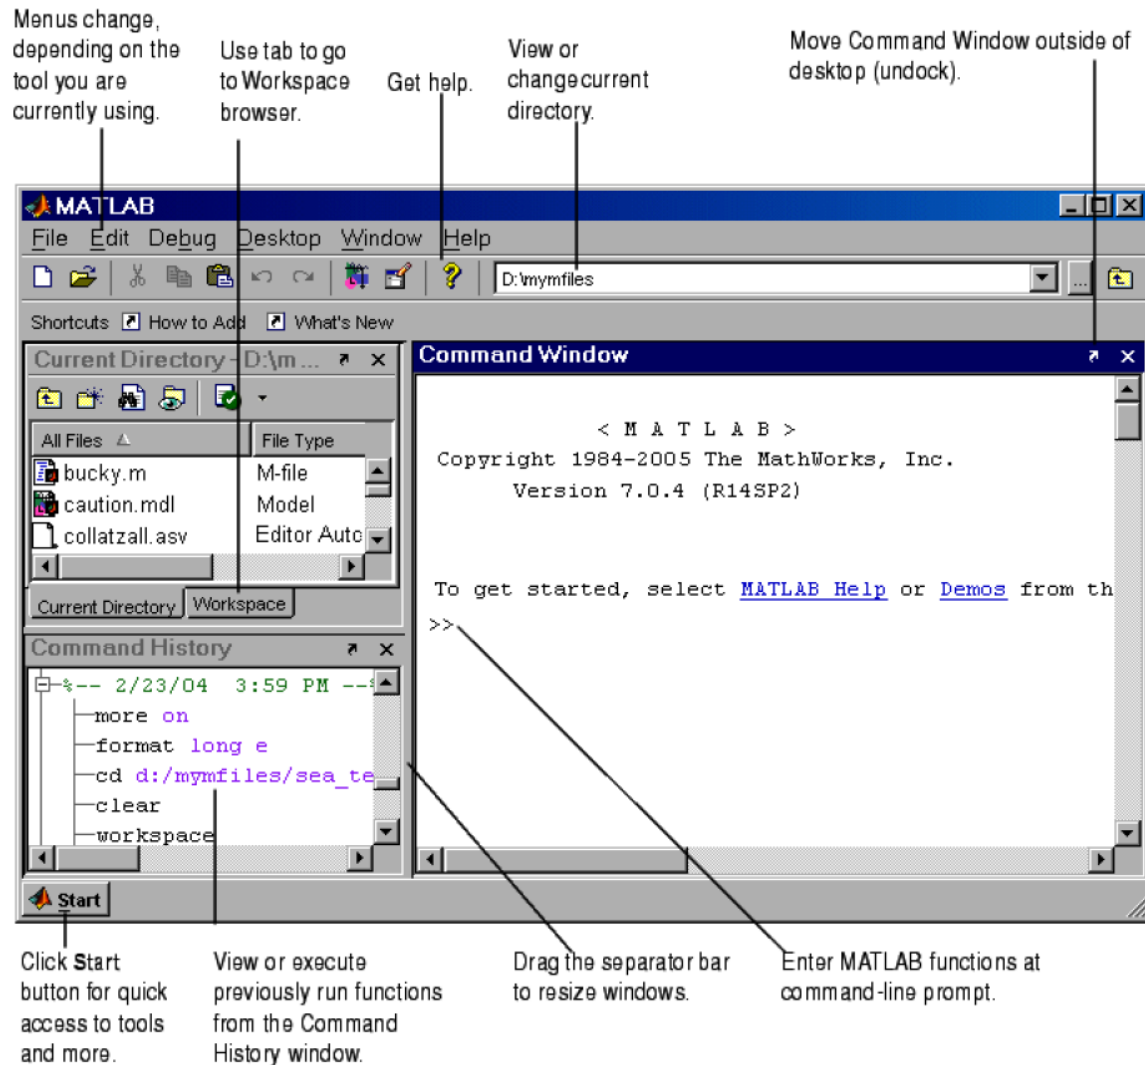 Menus change,
depending on the
tool you are
currently using.
Use tab to go
to Workspace
browser.
Get help.
View or
change current
directory.
Move Command Window outside of
desktop (undock).
MATLAB
File Edit Debug Desktop Window Help
D:\mymfiles
...
Shortcuts How to Add What's New
Current Directory - D:\m...
All Files File Type
bucky.m M-file
caution.mdl Model
collatzall.asv Editor Auto
Current Directory Workspace
Command History
%-- 2/23/04 3:59 PM --%
more on
format long e
cd d:/mymfiles/sea_te
clear
workspace
Command Window
< M A T L A B >
Copyright 1984-2005 The MathWorks, Inc.
Version 7.0.4 (R14SP2)
To get started, select MATLAB Help or Demos from th
>>
Start
Click Start
button for quick
access to tools
and more.
View or execute
previously run functions
from the Command
History window.
Drag the separator bar
to resize windows.
Enter MATLAB functions at
command-line prompt.